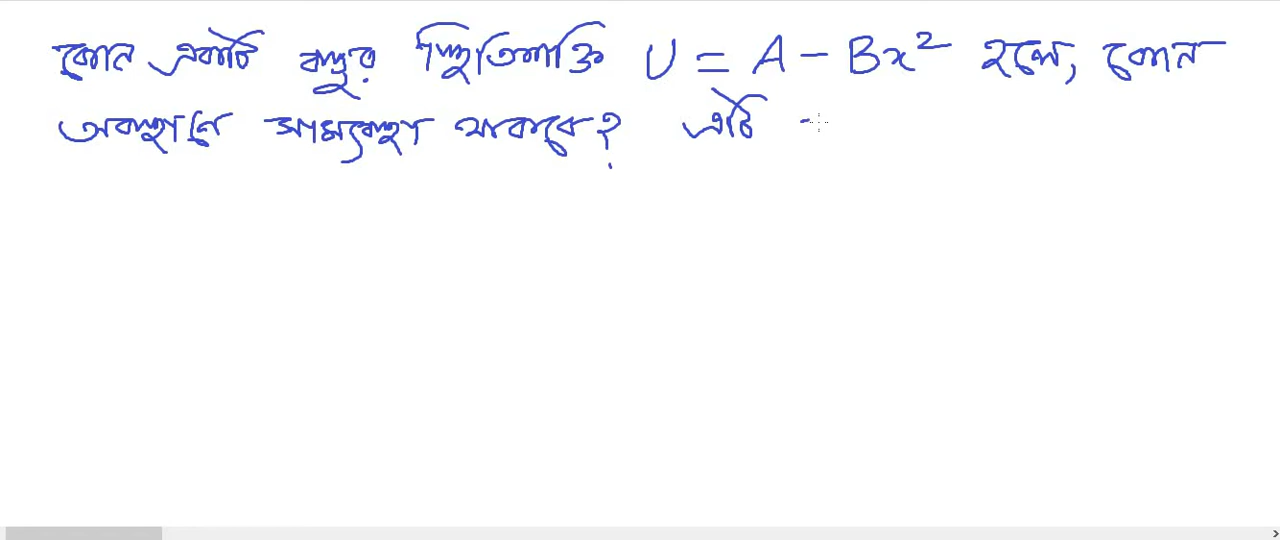 কোন একটি বস্তুর স্থিতিশক্তি U = A - Bx² হলে, কোন
অবস্থানে সাম্যবস্থা থাকবে? এটি